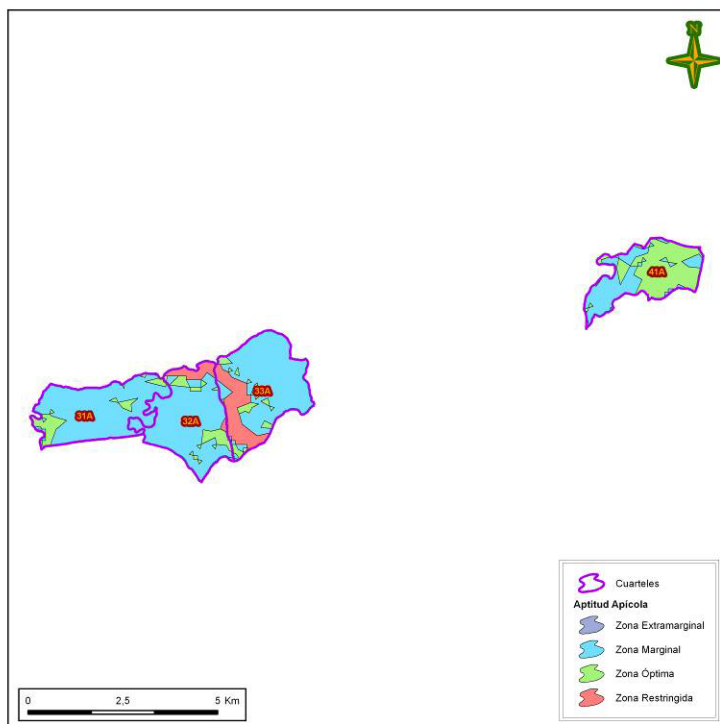 N
41A
33A
31A
32A
Cuarteles
Aptitud Apícola
Zona Extramarginal
Zona Marginal
Zona Óptima
Zona Restringida
0 2,5 5 Km